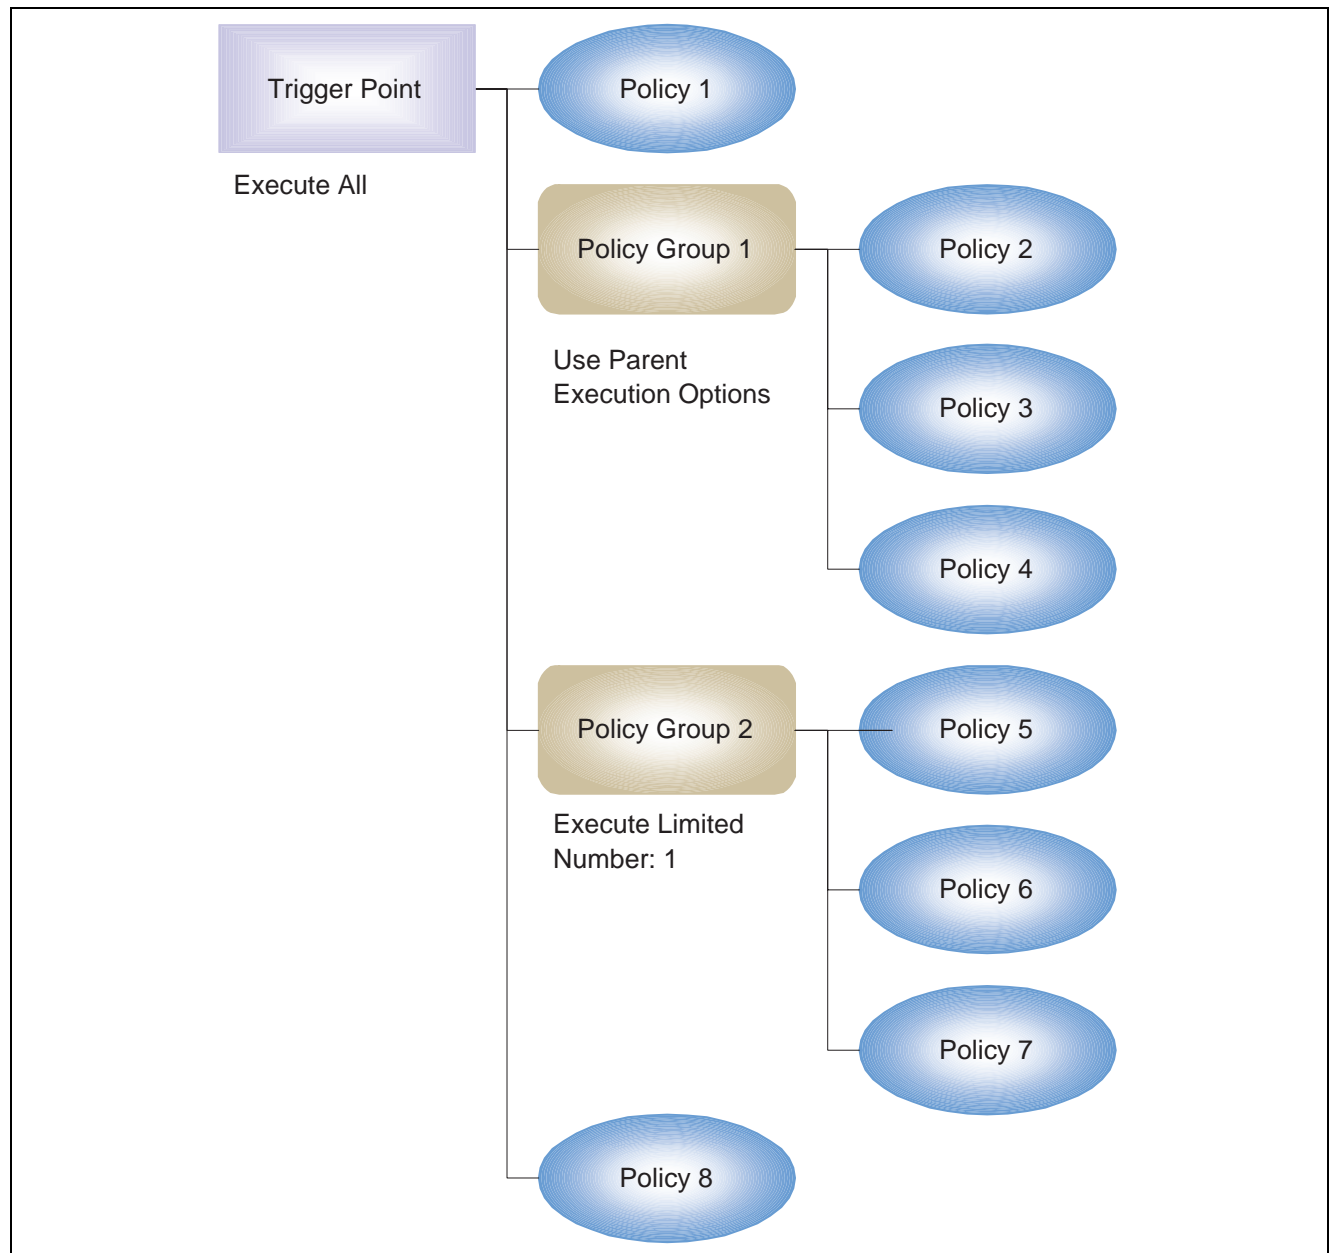 Trigger Point
Execute All
Policy 1
Policy Group 1
Use Parent
Execution Options
Policy 2
Policy 3
Policy 4
Policy Group 2
Execute Limited
Number: 1
Policy 5
Policy 6
Policy 7
Policy 8